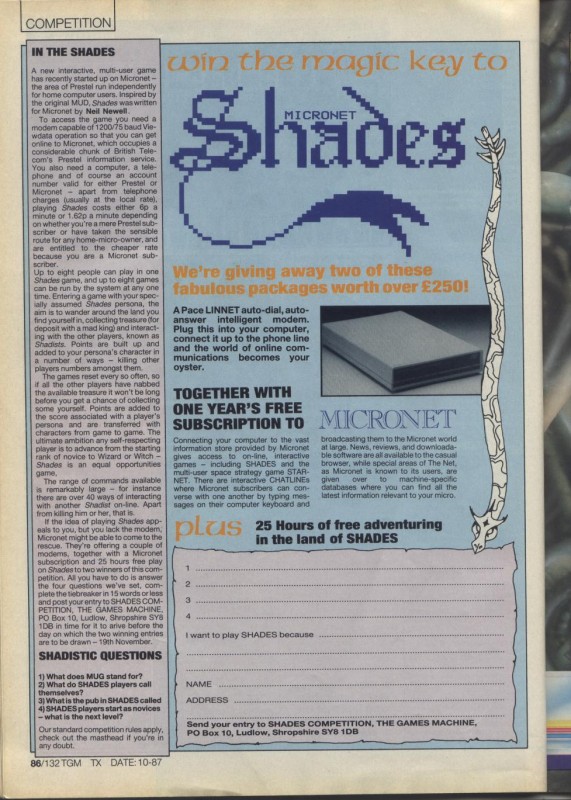 COMPETITION
IN THE SHADES
A new interactive, multi-user game
has recently started up on Micronet –
the area of Prestel run independently
for home computer users. Inspired by
the original MUD, Shades was written
for Micronet by Neil Newell.
To access the game you need a
modem capable of 1200/75 baud Vie-
wdata operation so that you can get
online to Micronet, which occupies a
considerable chunk of British Tele-
com's Prestel information service.
You also need a computer, a tele-
phone and of course an account
number valid for either Prestel or
Micronet – apart from telephone
charges (usually at the local rate),
playing Shades costs either 6p a
minute or 1.62p a minute depending
on whether you're a mere Prestel sub-
scriber or have taken the sensible
route for any home-micro-owner, and
are entitled to the cheaper rate
because you are a Micronet sub-
scriber.
Up to eight people can play in one
Shades game, and up to eight games
can be run by the system at any one
time. Entering a game with your spec-
ially assumed Shades persona, the
aim is to wander around the land you
find yourself in, collecting treasure (for
deposit with a mad king) and interact-
ing with the other players, known as
Shadists. Points are built up and
added to your persona's character in
a number of ways – killing other
players numbers amongst them.
The games reset every so often, so
if all the other players have nabbed
the available treasure it won't be long
before you get a chance of collecting
some yourself. Points are added to
the score associated with a player's
persona and are transferred with
characters from game to game. The
ultimate ambition any self-respecting
player is to advance from the starting
rank of novice to Wizard or Witch –
Shades is an equal opportunities
game.
The range of commands available
is remarkably large – for instance
there are over 40 ways of interacting
with another Shadist on-line. Apart
from killing him or her, that is.
If the idea of playing Shades app-
eals to you, but you lack the modem,
Micronet might be able to come to the
rescue. They're offering a couple of
modems, together with a Micronet
subscription and 25 hours free play
on Shades to two winners of this com-
petition. All you have to do is answer
the four questions we've set, com-
plete the tiebreaker in 15 words or less
and post your entry to SHADES COM-
PETITION, THE GAMES MACHINE,
PO Box 10, Ludlow, Shropshire SY8
1DB in time for it to arive before the
day on which the two winning entries
are to be drawn – 19th November.
SHADISTIC QUESTIONS
1) What does MUG stand for?
2) What do SHADES players call
themselves?
3) What is the pub in SHADES called
4) SHADES players start as novices
– what is the next level?
Our standard competition rules apply,
check out the masthead if you're in
any doubt.
86/132 TGM TX DATE: 10-87
win the magic key to
MICRONET
Shades
We're giving away two of these
fabulous packages worth over £250!
A Pace LINNET auto-dial, auto-
answer intelligent modem.
Plug this into your computer,
connect it up to the phone line
and the world of online com-
munications becomes your
oyster.
TOGETHER WITH
ONE YEAR'S FREE
SUBSCRIPTION TO
MICRONET
Connecting your computer to the vast
information store provided by Micronet
gives access to on-line, interactive
games – including SHADES and the
multi-user space strategy game STAR-
NET. There are interactive CHATLINEs
where Micronet subscribers can con-
verse with one another by typing mes-
sages on their computer keyboard and
broadcasting them to the Micronet world
at large. News, reviews, and downloada-
ble software are all available to the casual
browser, while special areas of The Net,
as Micronet is known to its users, are
given over to machine-specific
databases where you can find all the
latest information relevant to your micro.
plus
25 Hours of free adventuring
in the land of SHADES
1
2
3
4
I want to play SHADES because
NAME
ADDRESS
Send your entry to SHADES COMPETITION, THE GAMES MACHINE,
PO Box 10, Ludlow, Shropshire SY8 1DB